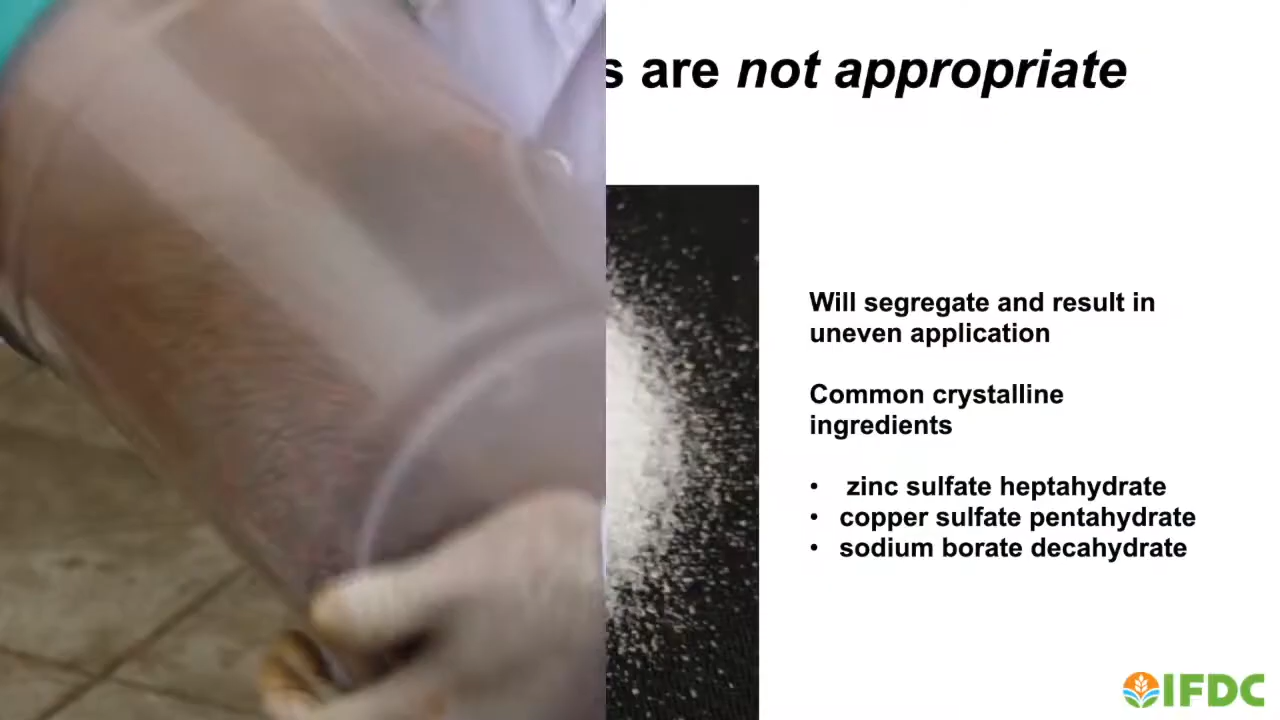 s are not appropriate
Will segregate and result in
uneven application
Common crystalline
ingredients
• zinc sulfate heptahydrate
• copper sulfate pentahydrate
• sodium borate decahydrate
IFDC